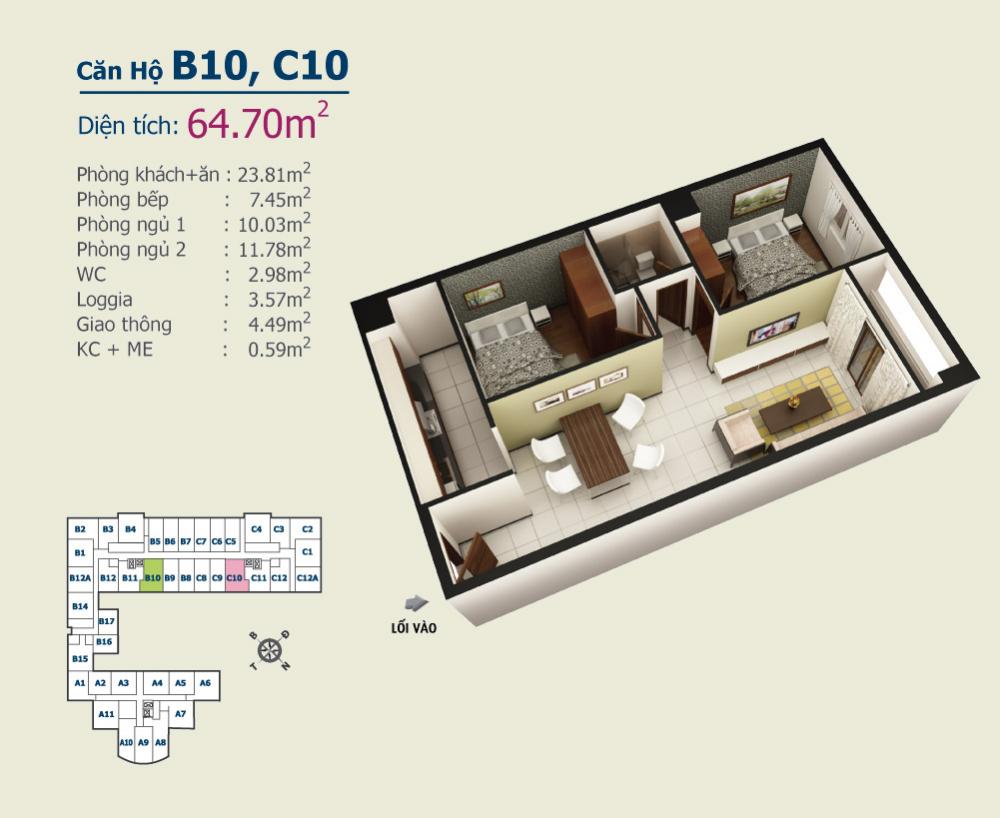 Căn Hộ B10, C10
Diện tích: 64.70m²
Phòng khách+ăn : 23.81m²
Phòng bếp : 7.45m²
Phòng ngủ 1 : 10.03m²
Phòng ngủ 2 : 11.78m²
WC : 2.98m²
Loggia : 3.57m²
Giao thông : 4.49m²
KC + ME : 0.59m²
LỐI VÀO
B2 B3 B4 C4 C3 C2
B5 B6 B7 C7 C6 C5
B1 C1
B12A B12 B11 B10 B9 B8 C8 C9 C10 C11 C12 C12A
B14
B17
B16
B15
B Đ
T N
A1 A2 A3 A4 A5 A6
A11 A7
A10 A9 A8